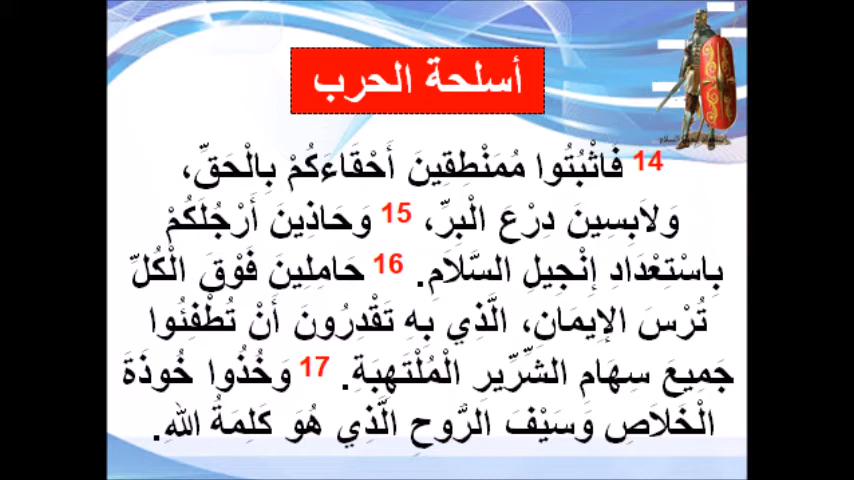 أسلحة الحرب
14 فَاثْبُتُوا مُمَنْطِقِينَ أَحْقَاءَكُمْ بِالْحَقِّ،
وَلاَبِسِينَ دِرْعَ الْبِرِّ، 15 وَحَاذِينَ أَرْجُلَكُمْ
بِاسْتِعْدَادِ إِنْجِيلِ السَّلاَمِ. 16 حَامِلِينَ فَوْقَ الْكُلِّ
تُرْسَ الإِيمَانِ، الَّذِي بِهِ تَقْدِرُونَ أَنْ تُطْفِئُوا
جَمِيعَ سِهَامِ الشِّرِّيرِ الْمُلْتَهِبَةِ. 17 وَخُذُوا خُوذَةَ
الْخَلاَصِ وَسَيْفَ الرُّوحِ الَّذِي هُوَ كَلِمَةُ اللهِ.